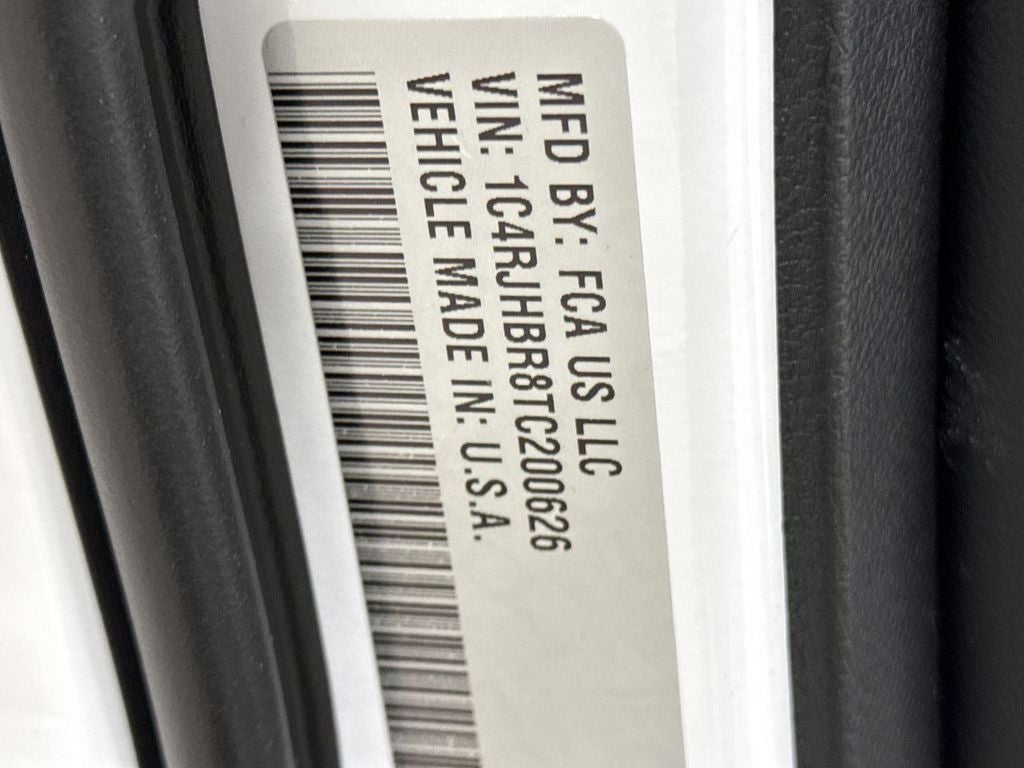 MFD BY: FCA US LLC
VIN: 1C4RJHBR8TC200626
VEHICLE MADE IN: U.S.A.